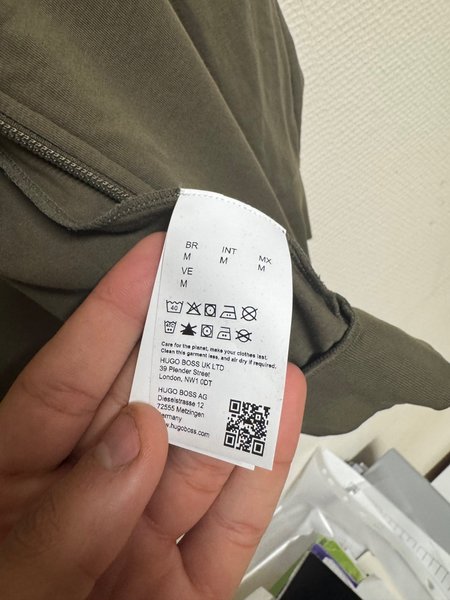 BR INT MX
M M M
VE
M
40
Care for the planet, make your clothes last.
Clean this garment less, and air dry if required.
HUGO BOSS UK LTD
39 Plender Street
London, NW1 0DT
HUGO BOSS AG
Dieselstrasse 12
72555 Metzingen
Germany
www.hugoboss.com